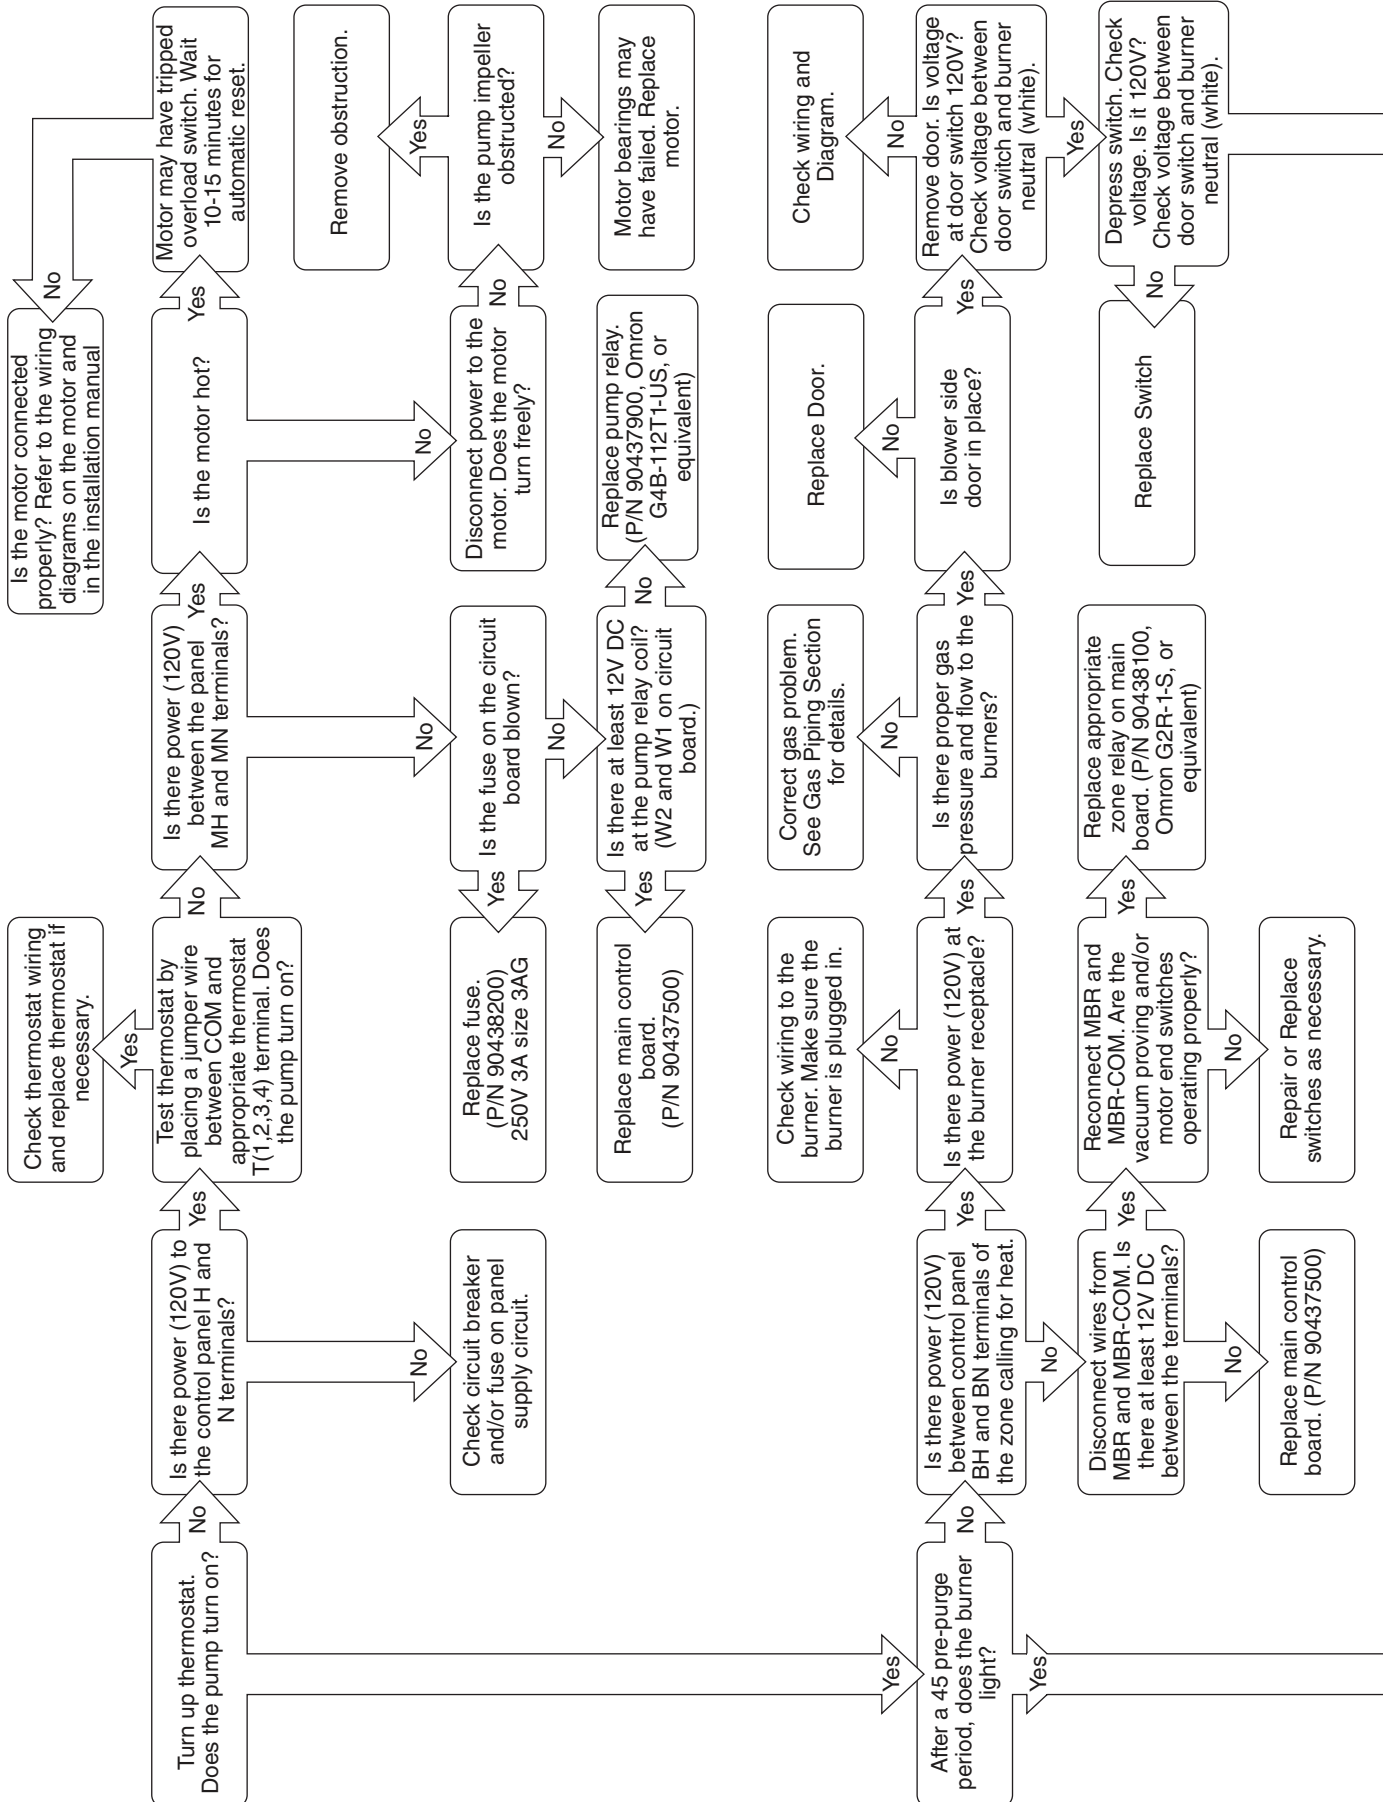 Turn up thermostat.
Does the pump turn on?
No
Yes
Is there power (120V) to
the control panel H and
N terminals?
Yes
No
Check circuit breaker
and/or fuse on panel
supply circuit.
Test thermostat by
placing a jumper wire
between COM and
appropriate thermostat
T(1,2,3,4) terminal. Does
the pump turn on?
Yes
No
Check thermostat wiring
and replace thermostat if
necessary.
Is there power (120V)
between the panel
MH and MN terminals?
Yes
No
Is the motor hot?
Yes
No
Motor may have tripped
overload switch. Wait
10-15 minutes for
automatic reset.
No
Is the motor connected
properly? Refer to the wiring
diagrams on the motor and
in the installation manual
Is the fuse on the circuit
board blown?
Yes
No
Replace fuse.
(P/N 90438200)
250V 3A size 3AG
Is there at least 12V DC
at the pump relay coil?
(W2 and W1 on circuit
board.)
Yes
No
Replace main control
board.
(P/N 90437500)
Replace pump relay.
(P/N 90437900, Omron
G4B-112T1-US, or
equivalent)
Disconnect power to the
motor. Does the motor
turn freely?
No
Is the pump impeller
obstructed?
Yes
No
Remove obstruction.
Motor bearings may
have failed. Replace
motor.
After a 45 pre-purge
period, does the burner
light?
No
Yes
Is there power (120V)
between control panel
BH and BN terminals of
the zone calling for heat.
Yes
No
Is there power (120V) at
the burner receptacle?
Yes
No
Check wiring to the
burner. Make sure the
burner is plugged in.
Is there proper gas
pressure and flow to the
burners?
Yes
No
Correct gas problem.
See Gas Piping Section
for details.
Is blower side
door in place?
Yes
No
Replace Door.
Remove door. Is voltage
at door switch 120V?
Check voltage between
door switch and burner
neutral (white).
No
Yes
Check wiring and
Diagram.
Depress switch. Check
voltage. Is it 120V?
Check voltage between
door switch and burner
neutral (white).
No
Replace Switch
Disconnect wires from
MBR and MBR-COM. Is
there at least 12V DC
between the terminals?
Yes
No
Replace main control
board. (P/N 90437500)
Reconnect MBR and
MBR-COM. Are the
vacuum proving and/or
motor end switches
operating properly?
Yes
No
Repair or Replace
switches as necessary.
Replace appropriate
zone relay on main
board. (P/N 90438100,
Omron G2R-1-S, or
equivalent)